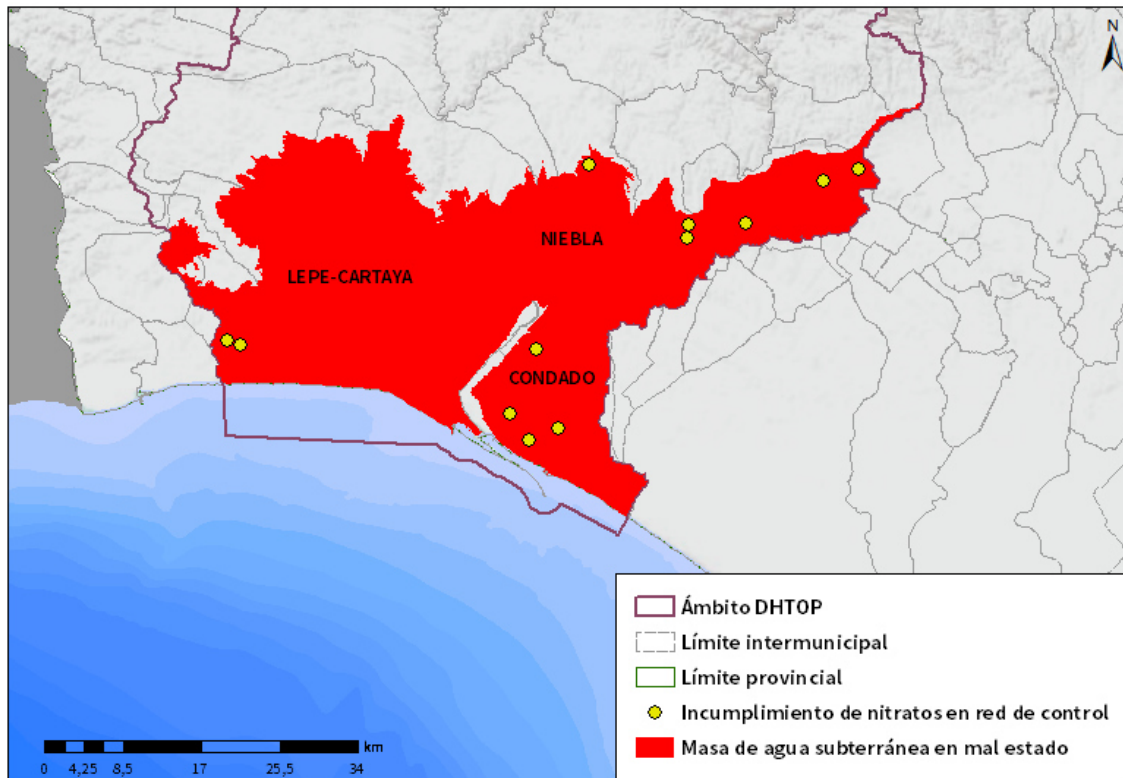 N
NIEBLA
LEPE-CARTAYA
CONDADO
Ámbito DHTOP
Límite intermunicipal
Límite provincial
Incumplimiento de nitratos en red de control
Masa de agua subterránea en mal estado
km
0 4,25 8,5 17 25,5 34